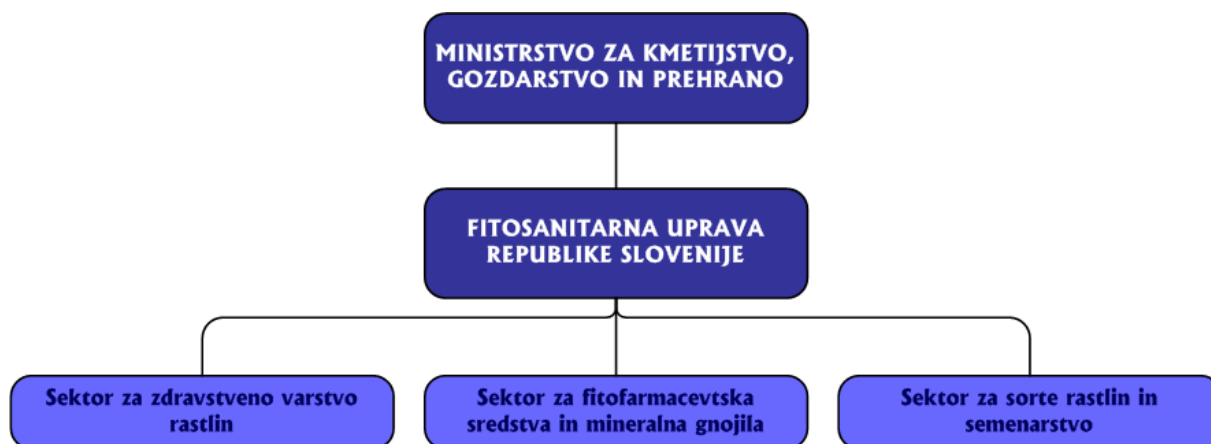 MINISTRSTVO ZA KMETIJSTVO,
GOZDARSTVO IN PREHRANO
FITOSANITARNA UPRAVA
REPUBLIKE SLOVENIJE
Sektor za zdravstveno varstvo
rastlin
Sektor za fitofarmacevtska
sredstva in mineralna gnojila
Sektor za sorte rastlin in
semenarstvo